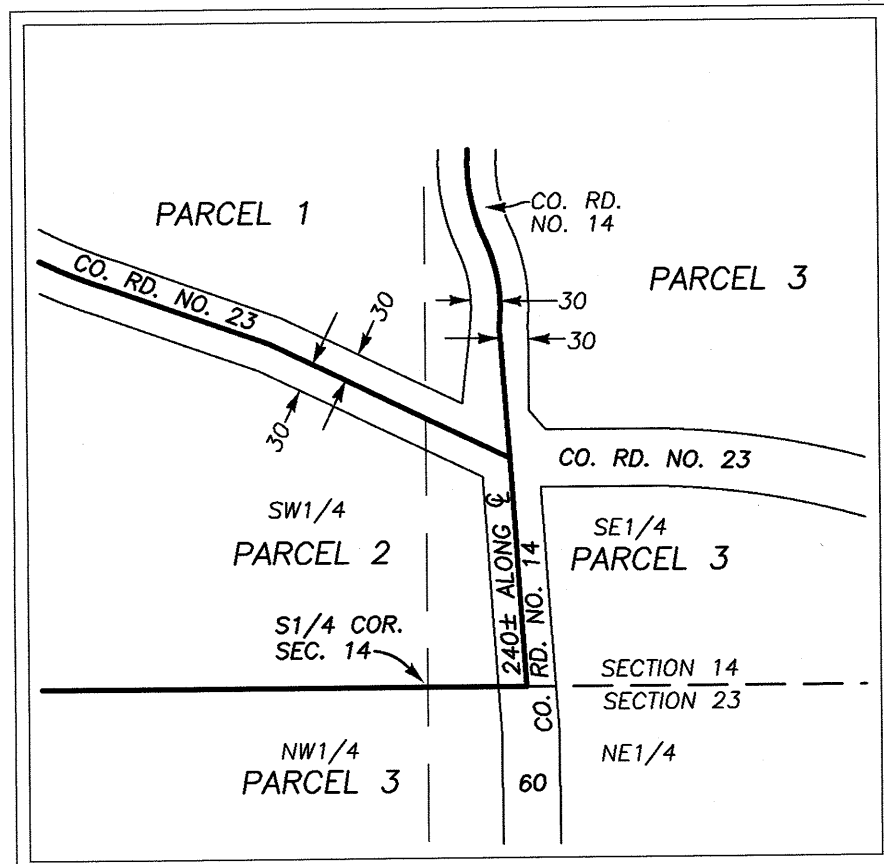 PARCEL 1
CO. RD.
NO. 14
PARCEL 3
CO. RD. NO. 23
30
30
30
30
CO. RD. NO. 23
SW1/4
PARCEL 2
240± ALONG ℄
CO. RD. NO. 14
SE1/4
PARCEL 3
S1/4 COR.
SEC. 14
SECTION 14
SECTION 23
NW1/4
PARCEL 3
60
NE1/4